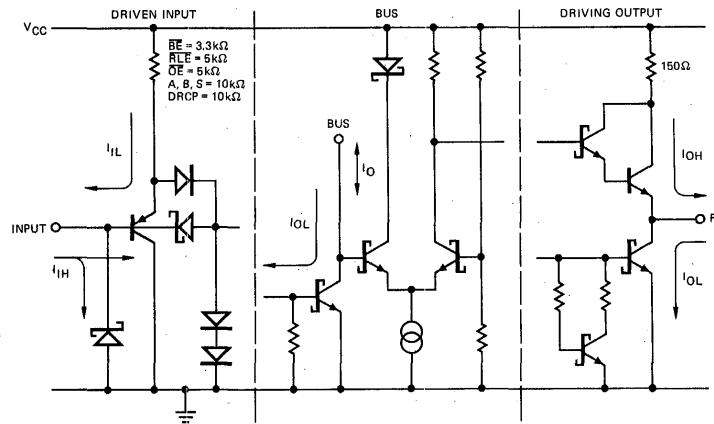 DRIVEN INPUT
BUS
DRIVING OUTPUT
VCC
BE = 3.3kΩ
RLE = 5kΩ
OE = 5kΩ
A, B, S = 10kΩ
DRCP = 10kΩ
150Ω
BUS
IIL
IO
IOH
IOL
INPUT
R
IIH
IOL